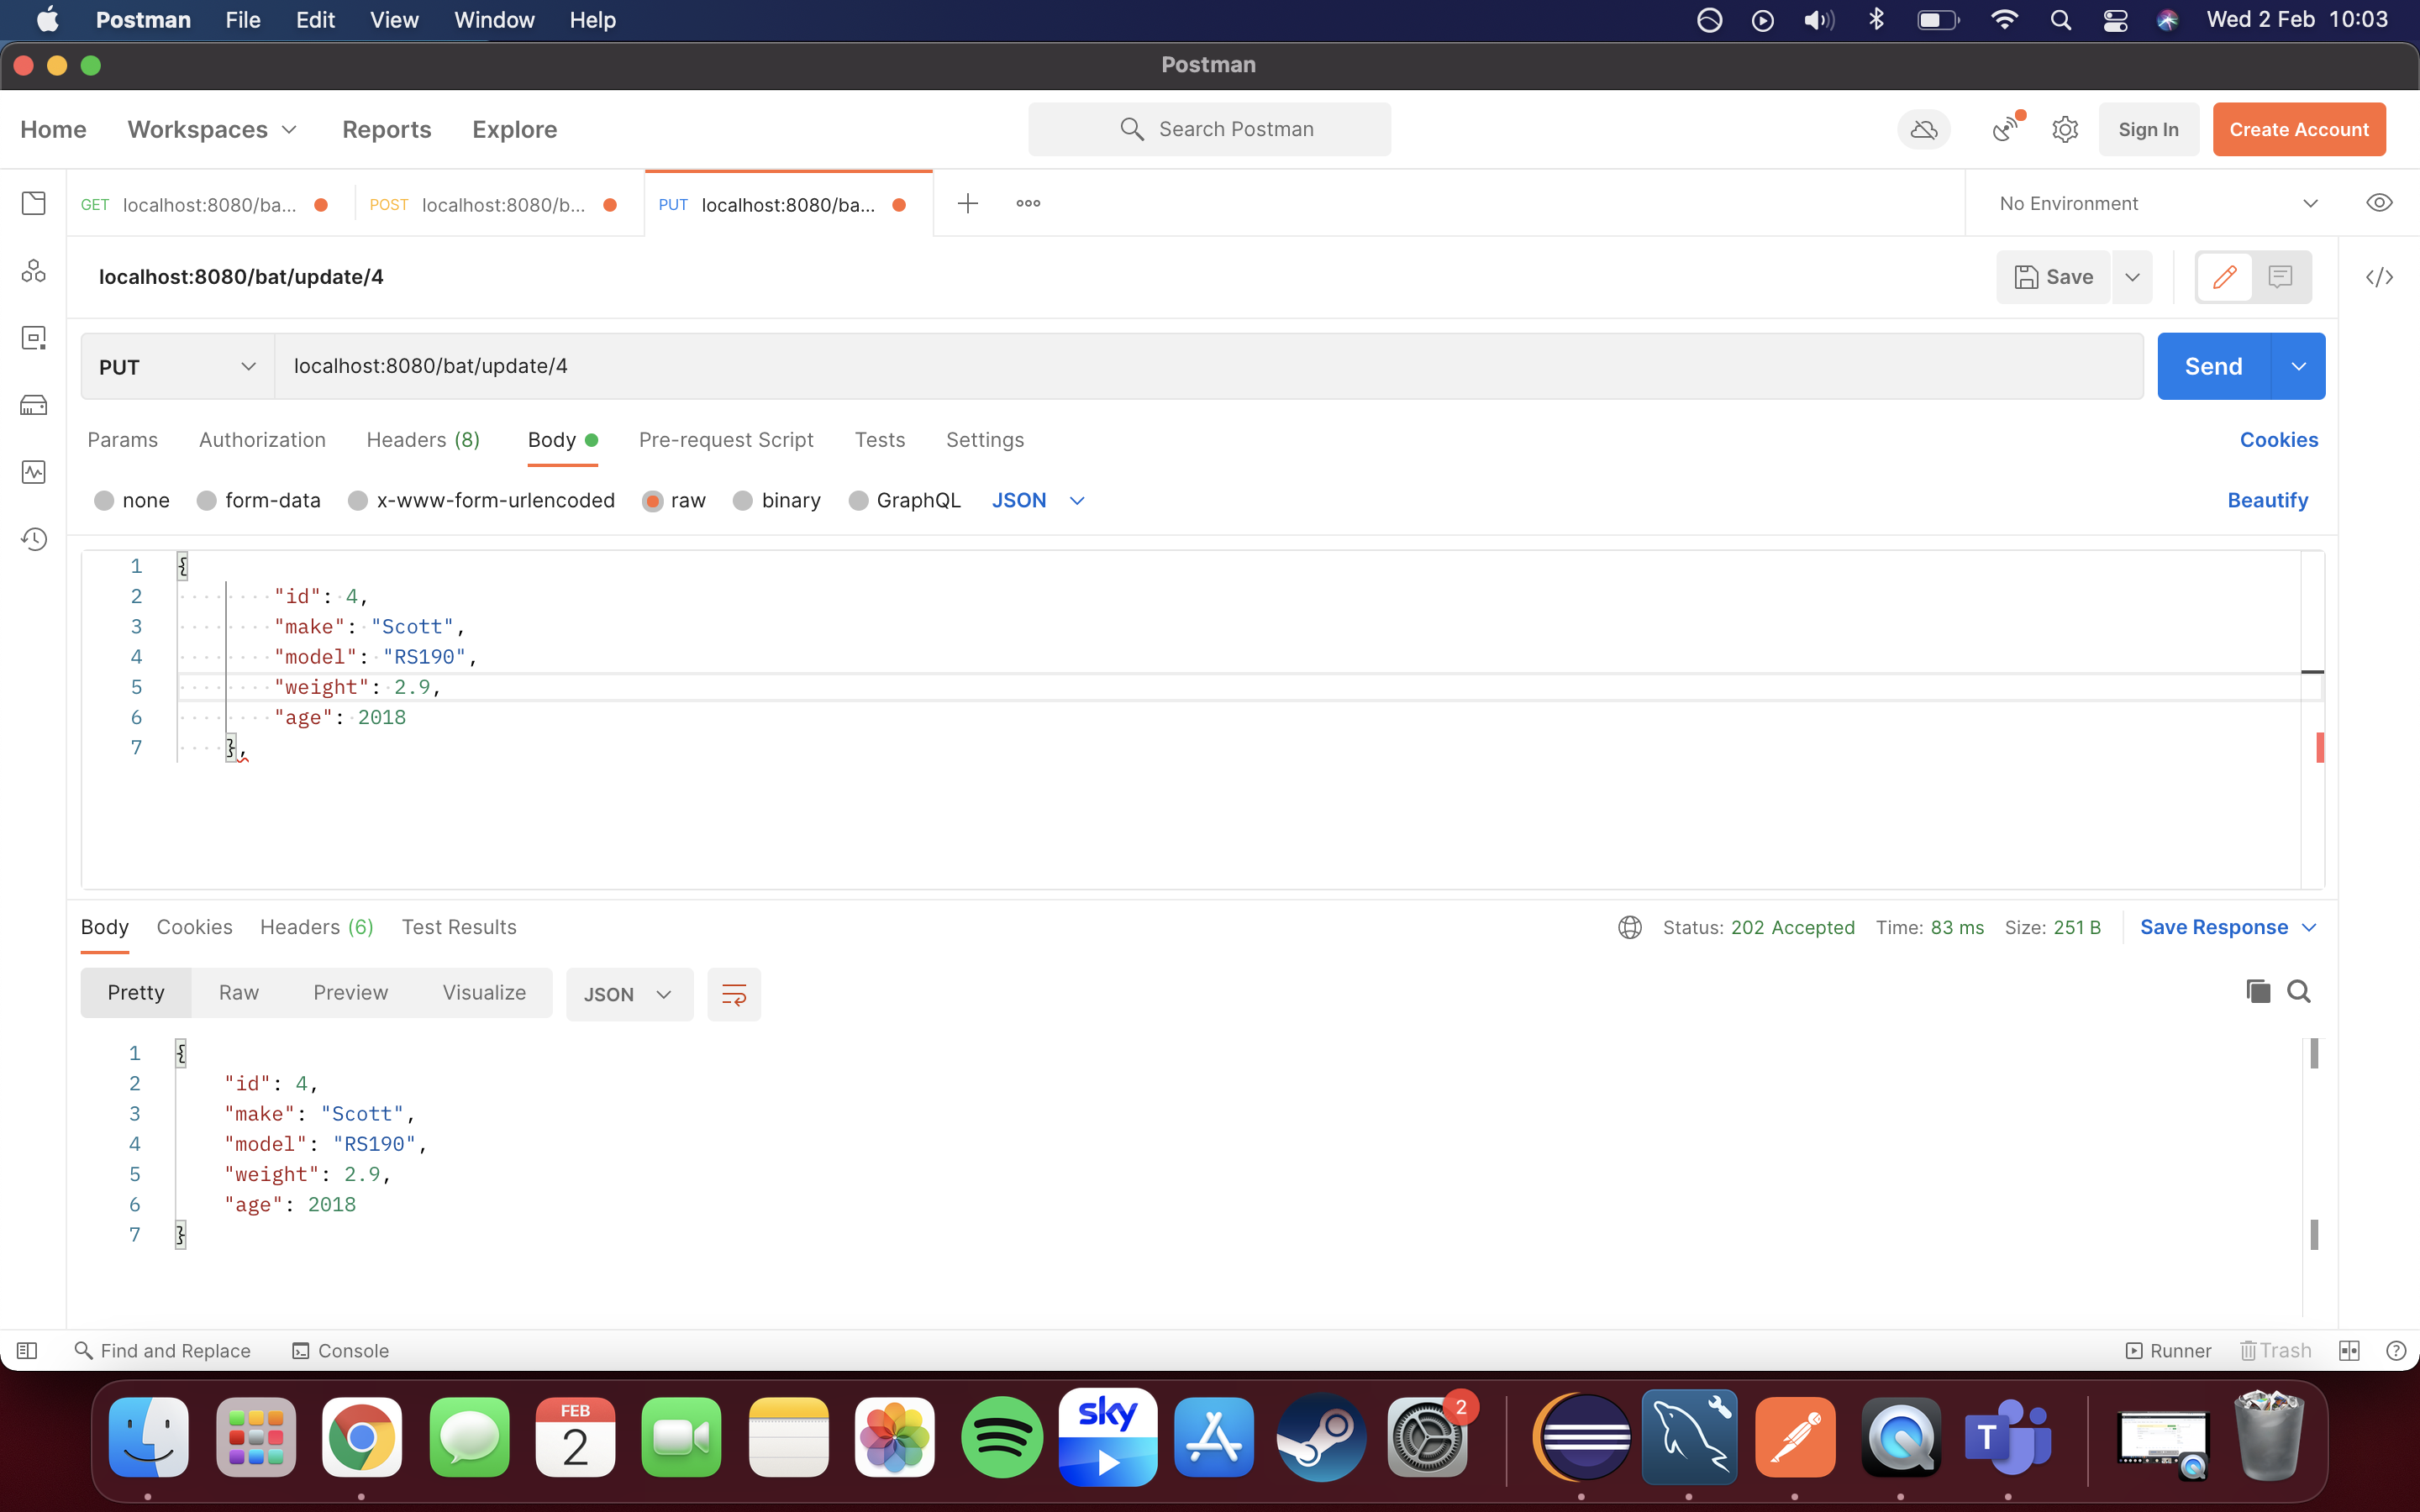 Postman File Edit View Window Help Wed 2 Feb 10:03
Postman
Home Workspaces Reports Explore Search Postman Sign In Create Account
GET localhost:8080/ba... POST localhost:8080/b... PUT localhost:8080/ba... No Environment
localhost:8080/bat/update/4 Save
PUT localhost:8080/bat/update/4 Send
Params Authorization Headers (8) Body Pre-request Script Tests Settings Cookies
none form-data x-www-form-urlencoded raw binary GraphQL JSON Beautify
1 {
2 "id": 4,
3 "make": "Scott",
4 "model": "RS190",
5 "weight": 2.9,
6 "age": 2018
7 },
Body Cookies Headers (6) Test Results Status: 202 Accepted Time: 83 ms Size: 251 B Save Response
Pretty Raw Preview Visualize JSON
1 {
2 "id": 4,
3 "make": "Scott",
4 "model": "RS190",
5 "weight": 2.9,
6 "age": 2018
7 }
Find and Replace Console Runner Trash
FEB
2
sky
2
T